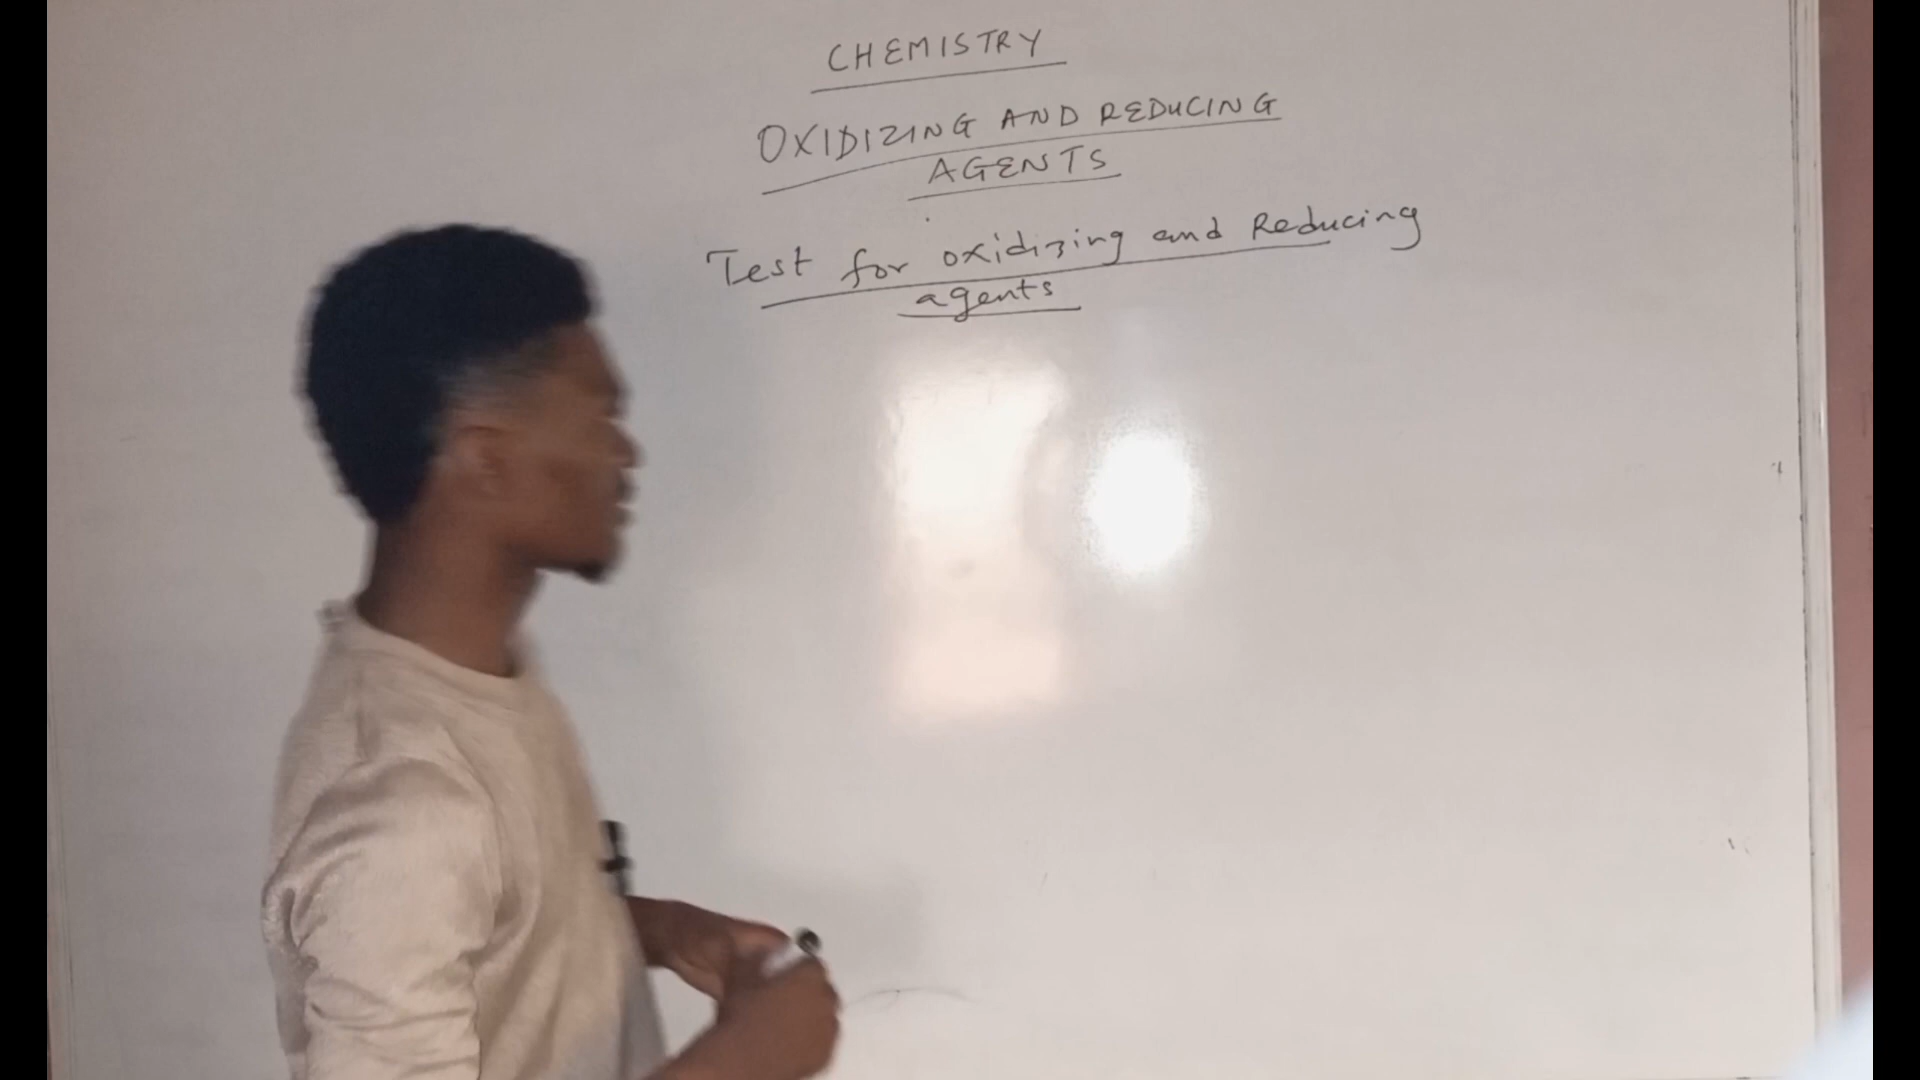 CHEMISTRY
OXIDIZING AND REDUCING
AGENTS
Test for oxidizing and Reducing
agents